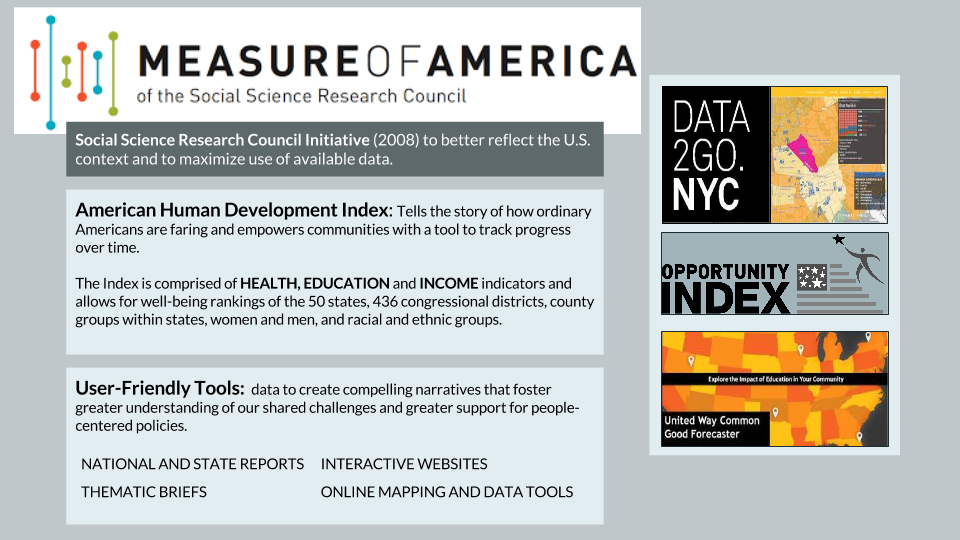 MEASUREOFAMERICA
of the Social Science Research Council
Social Science Research Council Initiative (2008) to better reflect the U.S.
context and to maximize use of available data.
American Human Development Index: Tells the story of how ordinary
Americans are faring and empowers communities with a tool to track progress
over time.
The Index is comprised of HEALTH, EDUCATION and INCOME indicators and
allows for well-being rankings of the 50 states, 436 congressional districts, county
groups within states, women and men, and racial and ethnic groups.
User-Friendly Tools: data to create compelling narratives that foster
greater understanding of our shared challenges and greater support for people-
centered policies.
NATIONAL AND STATE REPORTS INTERACTIVE WEBSITES
THEMATIC BRIEFS ONLINE MAPPING AND DATA TOOLS
DATA
2GO.
NYC
OPPORTUNITY
INDEX
Explore the Impact of Education in Your Community
United Way Common
Good Forecaster